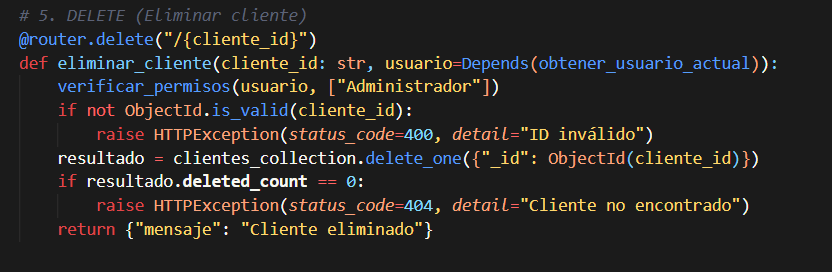 # 5. DELETE (Eliminar cliente)
@router.delete("/{cliente_id}")
def eliminar_cliente(cliente_id: str, usuario=Depends(obtener_usuario_actual)):
    verificar_permisos(usuario, ["Administrador"])
    if not ObjectId.is_valid(cliente_id):
        raise HTTPException(status_code=400, detail="ID inválido")
    resultado = clientes_collection.delete_one({"_id": ObjectId(cliente_id)})
    if resultado.deleted_count == 0:
        raise HTTPException(status_code=404, detail="Cliente no encontrado")
    return {"mensaje": "Cliente eliminado"}